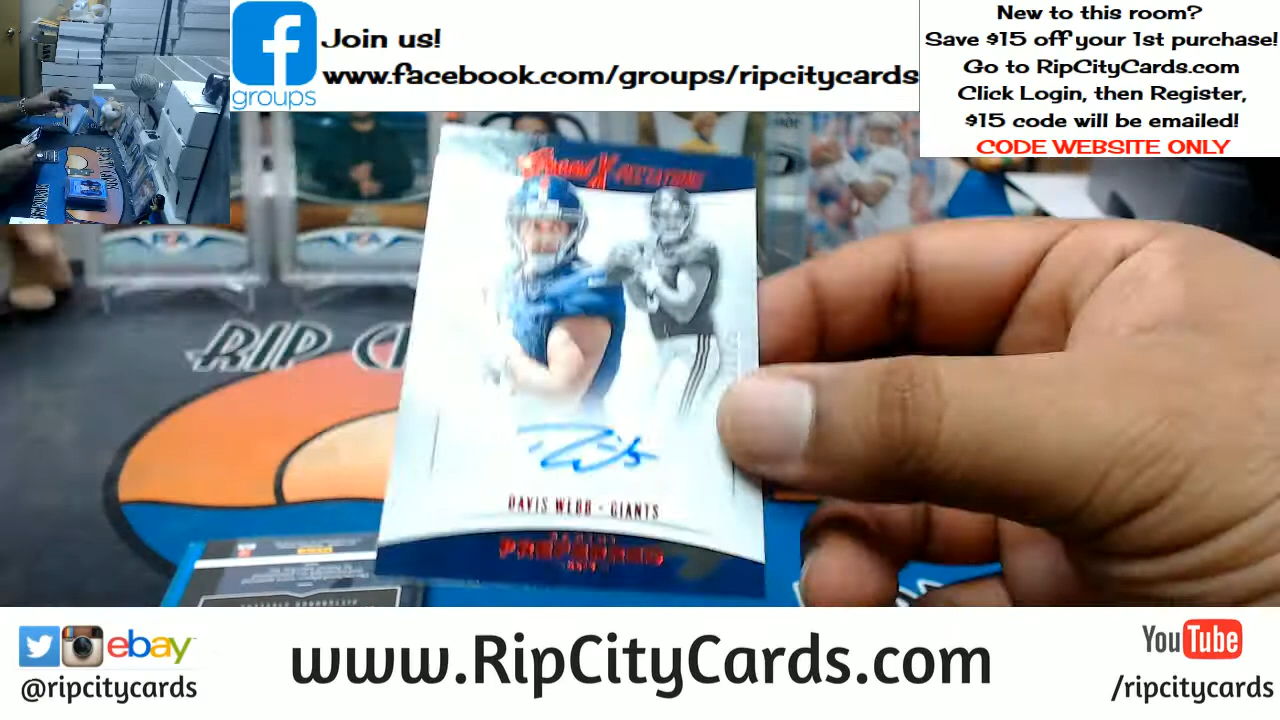 Join us!
www.facebook.com/groups/ripcitycards
groups
New to this room?
Save $15 off your 1st purchase!
Go to RipCityCards.com
Click Login, then Register,
$15 code will be emailed!
CODE WEBSITE ONLY
RIP C
DAVIS WEBB - GIANTS
PREFERRED
ebay
@ripcitycards
www.RipCityCards.com
YouTube
/ripcitycards